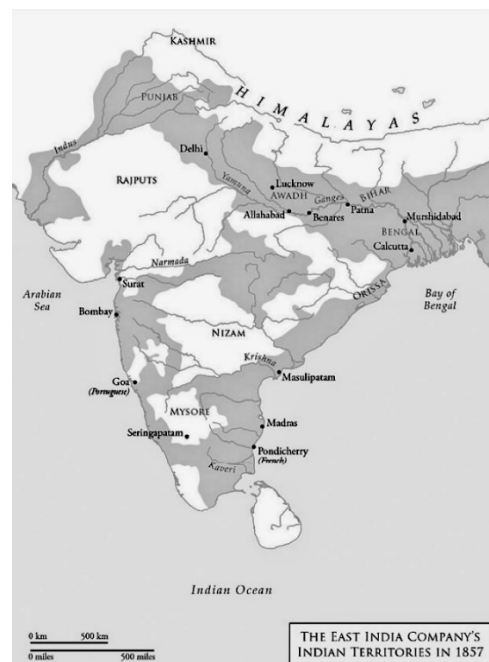 KASHMIR
PUNJAB
HIMALAYAS
Indus
Delhi
RAJPUTS
Yamuna
Lucknow
AWADH
Ganges
BIHAR
Allahabad
Benares
Patna
Munhidabad
BENGAL
Calcutta
Narmada
Surat
ORISSA
Arabian
Sea
Bay of
Bengal
Bombay
NIZAM
Krishna
Masulipatam
Goa
(Portuguese)
MYSORE
Madras
Seringapatam
Pondicherry
(French)
Kaveri
Indian Ocean
0 km 500 km
0 miles 500 miles
THE EAST INDIA COMPANY'S
INDIAN TERRITORIES IN 1857